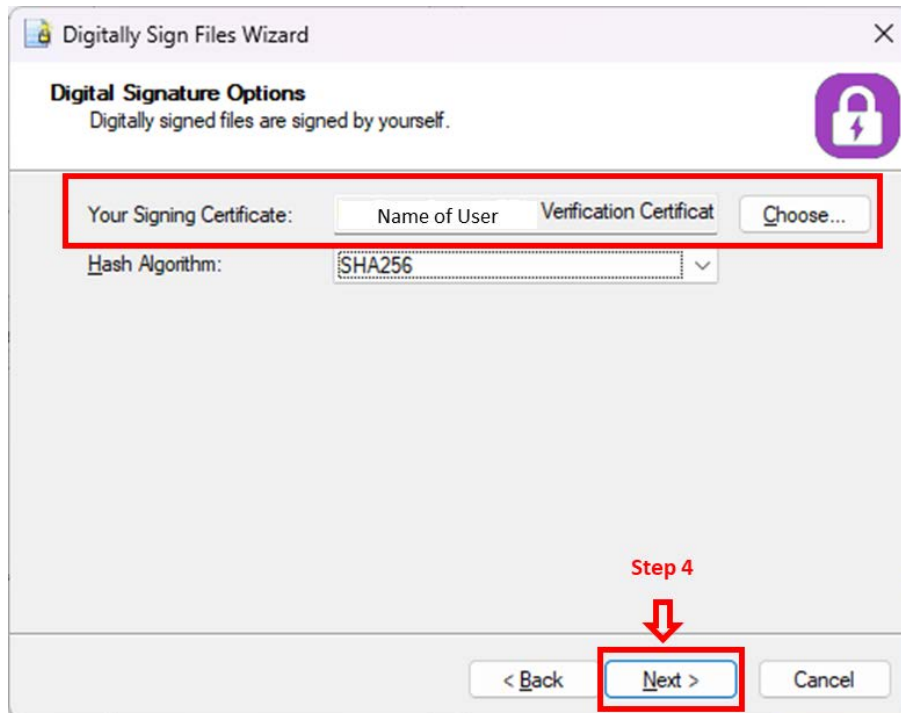 Digitally Sign Files Wizard
Digital Signature Options
Digitally signed files are signed by yourself.
Your Signing Certificate: Name of User Verification Certificat Choose...
Hash Algorithm: SHA256
Step 4
< Back Next > Cancel